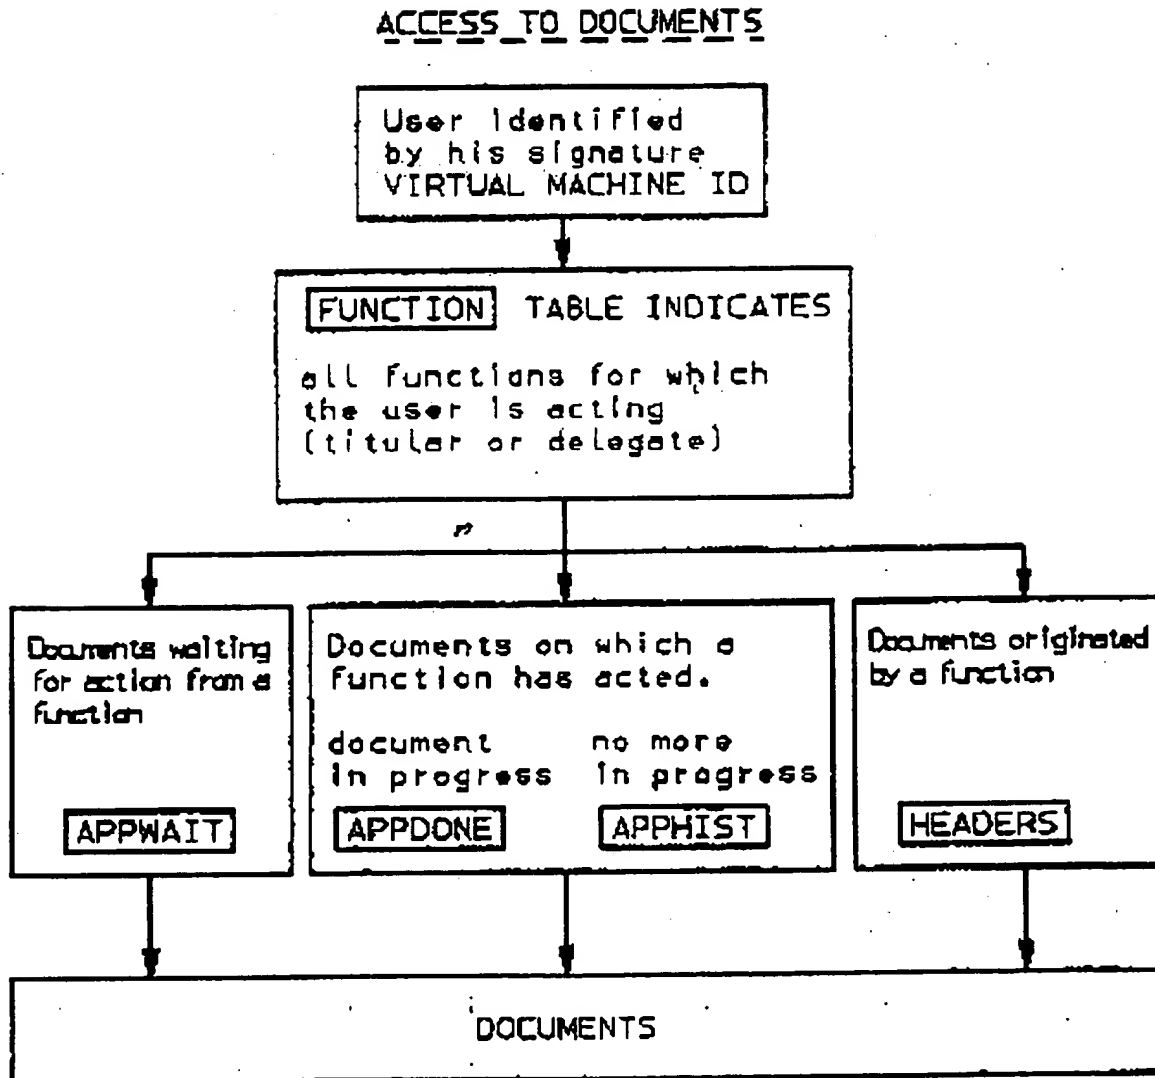 ACCESS TO DOCUMENTS
User identified
by his signature
VIRTUAL MACHINE ID
FUNCTION TABLE INDICATES
all functions for which
the user is acting
(titular or delegate)
Documents waiting
for action from a
function
APPWAIT
Documents on which a
function has acted.
document
in progress
APPDONE
no more
in progress
APPHIST
Documents originated
by a function
HEADERS
DOCUMENTS